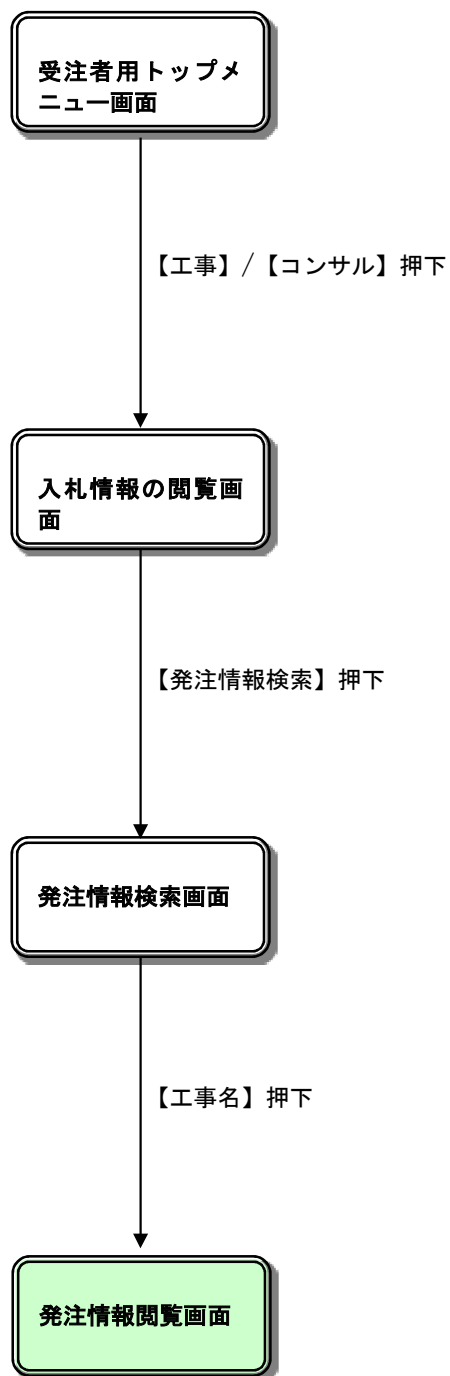 受注者用トップメ
ニュー画面
【工事】/【コンサル】押下
入札情報の閲覧画
面
【発注情報検索】押下
発注情報検索画面
【工事名】押下
発注情報閲覧画面